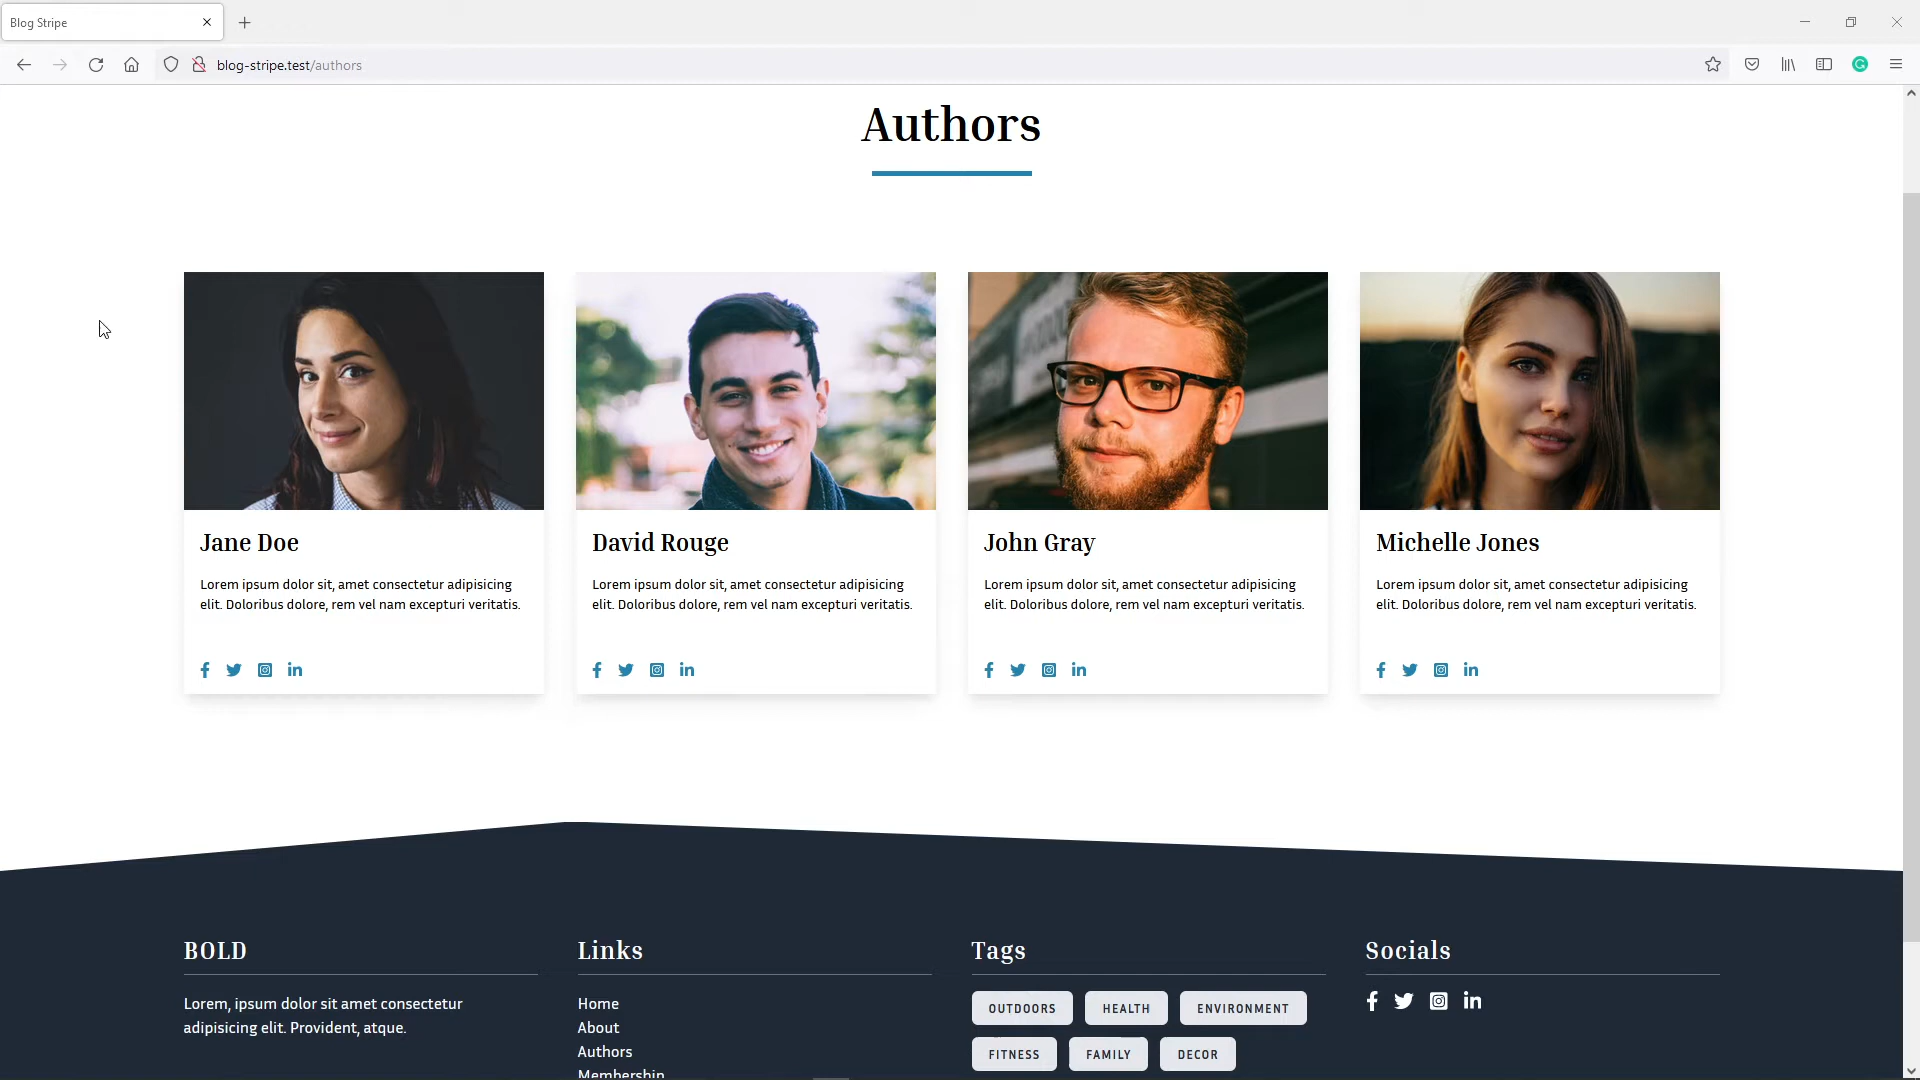 Blog Stripe
blog-stripe.test/authors
Authors
Jane Doe
Lorem ipsum dolor sit, amet consectetur adipisicing
elit. Doloribus dolore, rem vel nam excepturi veritatis.
David Rouge
Lorem ipsum dolor sit, amet consectetur adipisicing
elit. Doloribus dolore, rem vel nam excepturi veritatis.
John Gray
Lorem ipsum dolor sit, amet consectetur adipisicing
elit. Doloribus dolore, rem vel nam excepturi veritatis.
Michelle Jones
Lorem ipsum dolor sit, amet consectetur adipisicing
elit. Doloribus dolore, rem vel nam excepturi veritatis.
BOLD
Lorem, ipsum dolor sit amet consectetur
adipisicing elit. Provident, atque.
Links
Home
About
Authors
Membership
Tags
OUTDOORS HEALTH ENVIRONMENT
FITNESS FAMILY DECOR
Socials